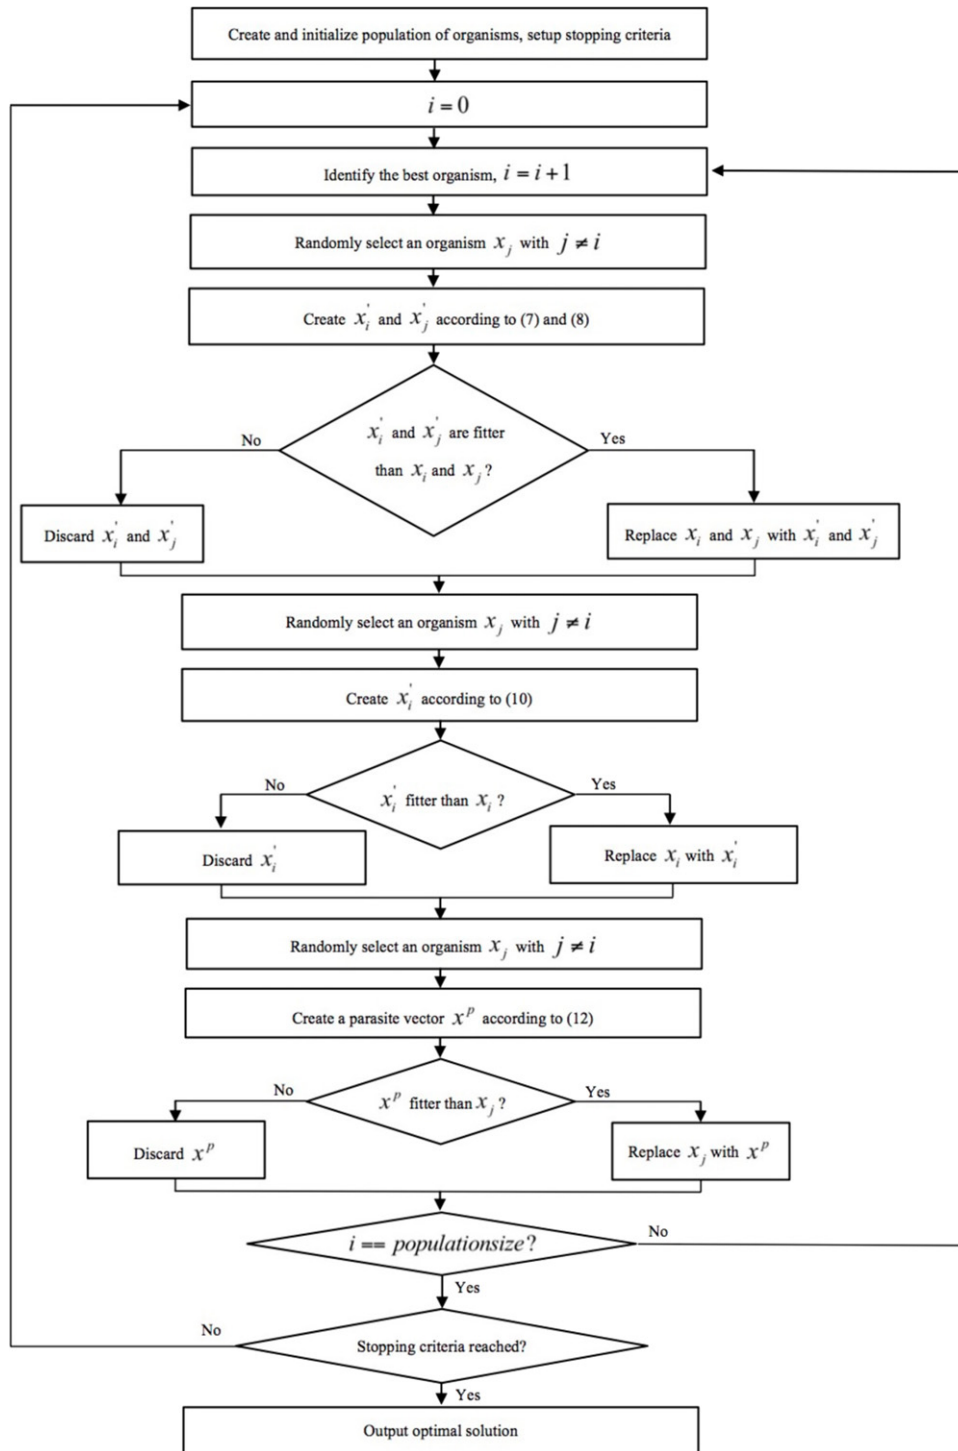 Create and initialize population of organisms, setup stopping criteria
i = 0
Identify the best organism, i = i + 1
Randomly select an organism x_j with j ≠ i
Create x_i' and x_j' according to (7) and (8)
x_i' and x_j' are fitter
than x_i and x_j ?
No
Yes
Discard x_i' and x_j'
Replace x_i and x_j with x_i' and x_j'
Randomly select an organism x_j with j ≠ i
Create x_i' according to (10)
x_i' fitter than x_i ?
No
Yes
Discard x_i'
Replace x_i with x_i'
Randomly select an organism x_j with j ≠ i
Create a parasite vector x^p according to (12)
x^p fitter than x_j ?
No
Yes
Discard x^p
Replace x_j with x^p
i == populationsize?
No
Yes
Stopping criteria reached?
No
Yes
Output optimal solution